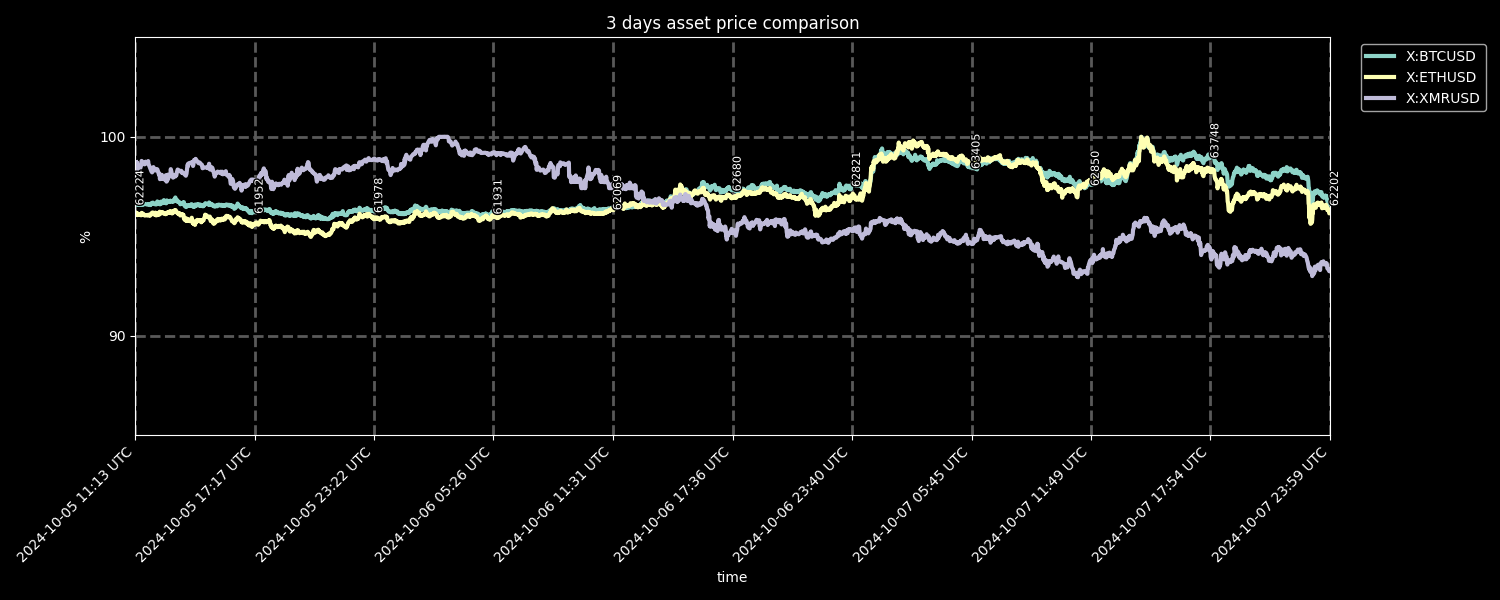 3 days asset price comparison
X:BTCUSD
X:ETHUSD
X:XMRUSD
100
90
%
62224
61952
61978
61931
62069
62680
62821
63405
62850
63748
62202
2024-10-05 11:13 UTC
2024-10-05 17:17 UTC
2024-10-05 23:22 UTC
2024-10-06 05:26 UTC
2024-10-06 11:31 UTC
2024-10-06 17:36 UTC
2024-10-06 23:40 UTC
2024-10-07 05:45 UTC
2024-10-07 11:49 UTC
2024-10-07 17:54 UTC
2024-10-07 23:59 UTC
time